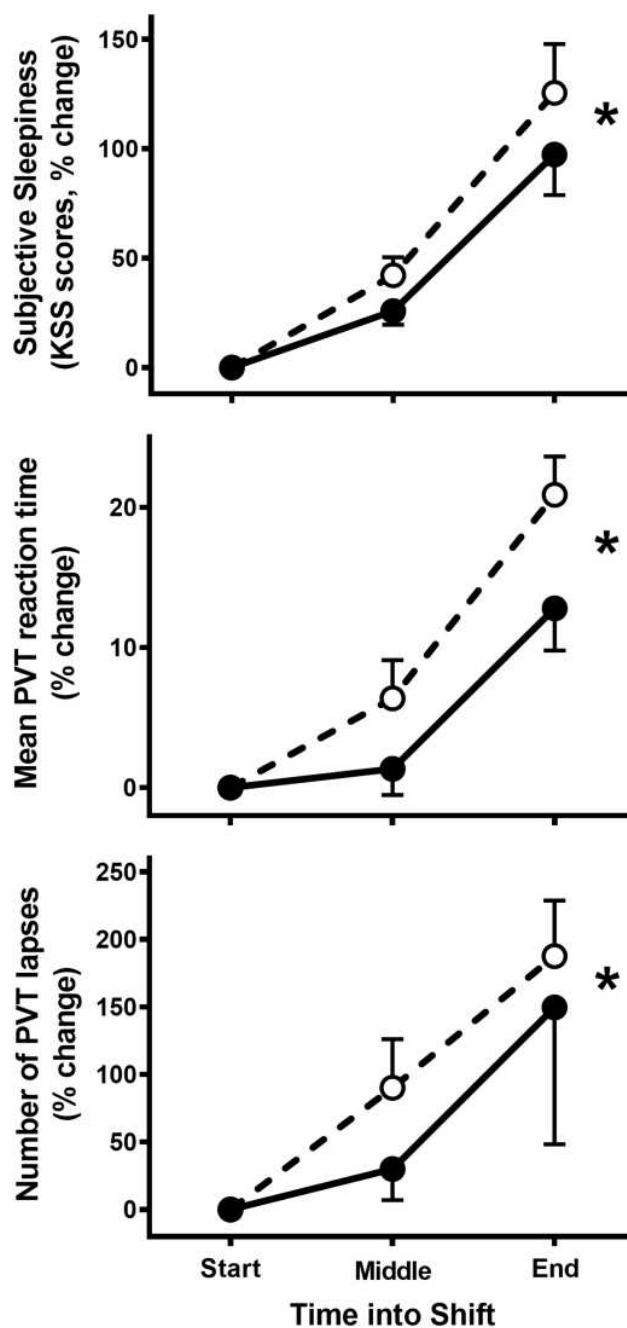 Subjective Sleepiness
(KSS scores, % change)
150
100
50
0
*
Mean PVT reaction time
(% change)
20
10
0
*
Number of PVT lapses
(% change)
250
200
150
100
50
0
*
Start Middle End
Time into Shift